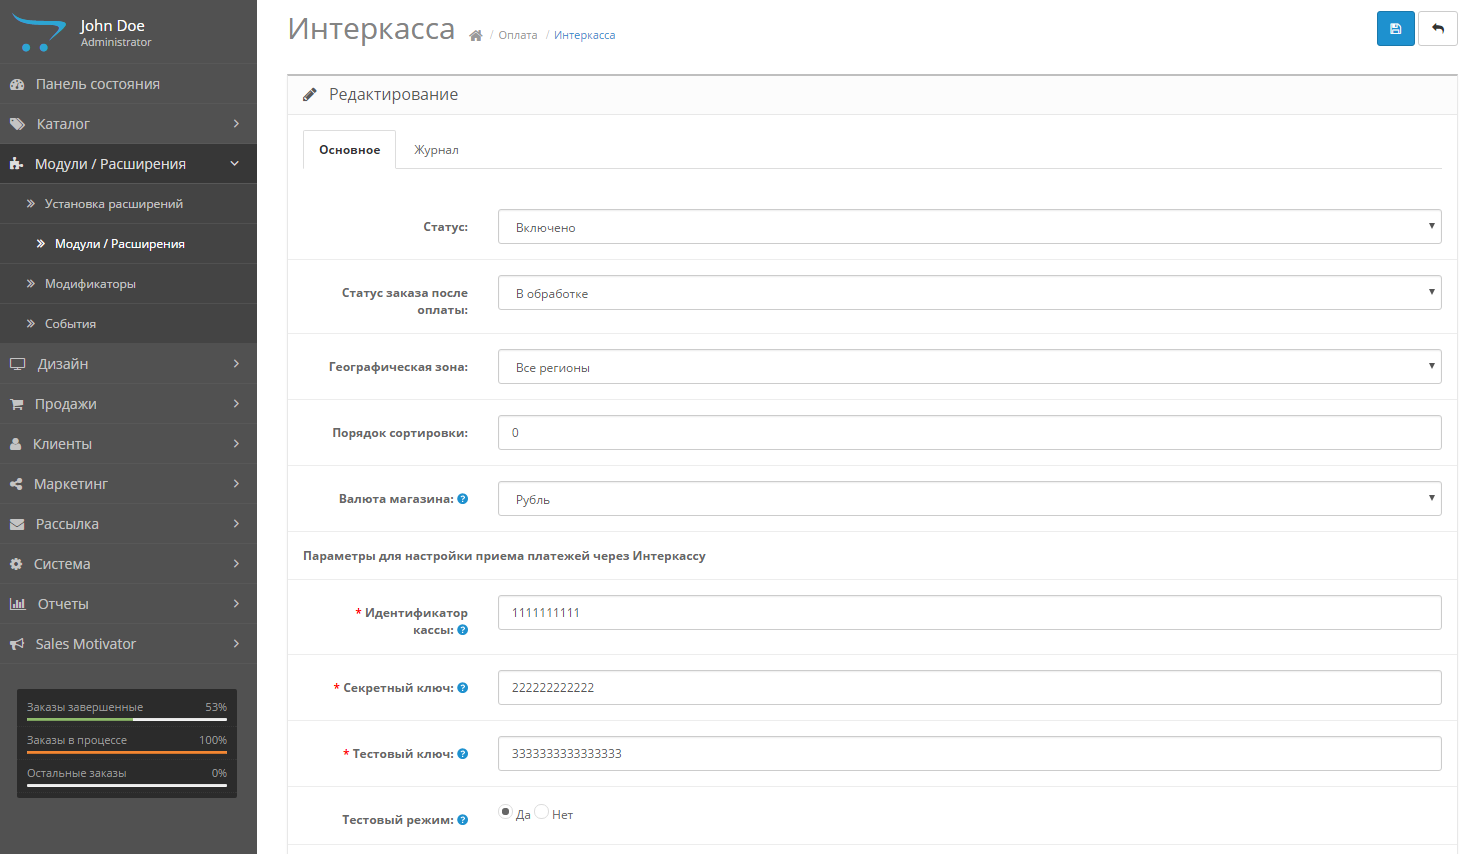 John Doe
Administrator
Панель состояния
Каталог
Модули / Расширения
Установка расширений
Модули / Расширения
Модификаторы
События
Дизайн
Продажи
Клиенты
Маркетинг
Рассылка
Система
Отчеты
Sales Motivator
Заказы завершенные 53%
Заказы в процессе 100%
Остальные заказы 0%
Интеркасса / Оплата / Интеркасса
Редактирование
Основное Журнал
Статус: Включено
Статус заказа после
оплаты:
В обработке
Географическая зона: Все регионы
Порядок сортировки: 0
Валюта магазина: Рубль
Параметры для настройки приема платежей через Интеркассу
* Идентификатор
кассы:
1111111111
* Секретный ключ: 222222222222
* Тестовый ключ: 3333333333333333
Тестовый режим: Да Нет